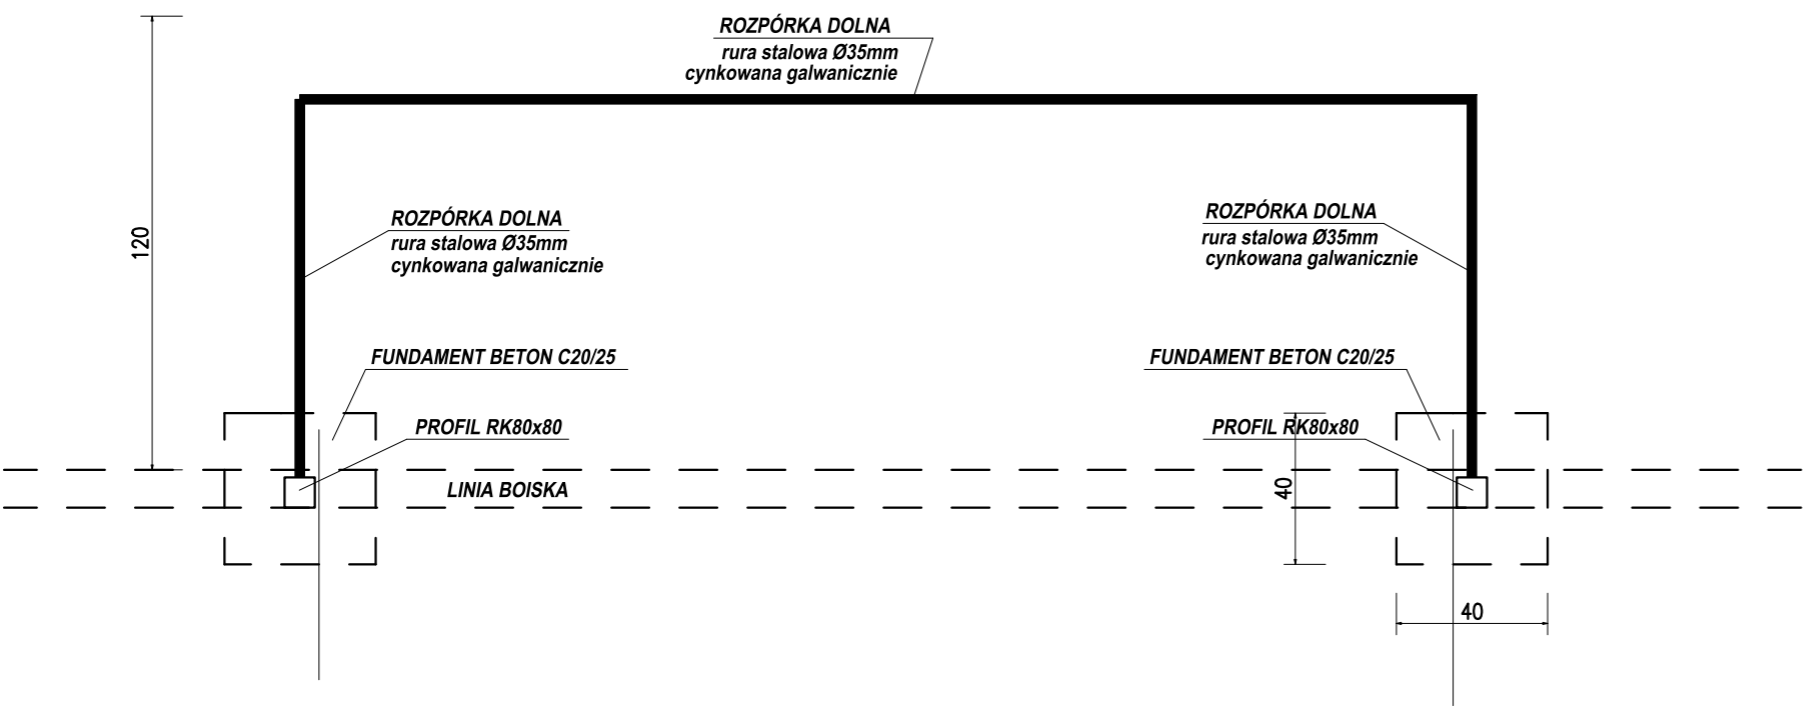 ROZPÓRKA DOLNA
rura stalowa Ø35mm
cynkowana galwanicznie
120
ROZPÓRKA DOLNA
rura stalowa Ø35mm
cynkowana galwanicznie
ROZPÓRKA DOLNA
rura stalowa Ø35mm
cynkowana galwanicznie
FUNDAMENT BETON C20/25
FUNDAMENT BETON C20/25
PROFIL RK80x80
PROFIL RK80x80
LINIA BOISKA
40
40